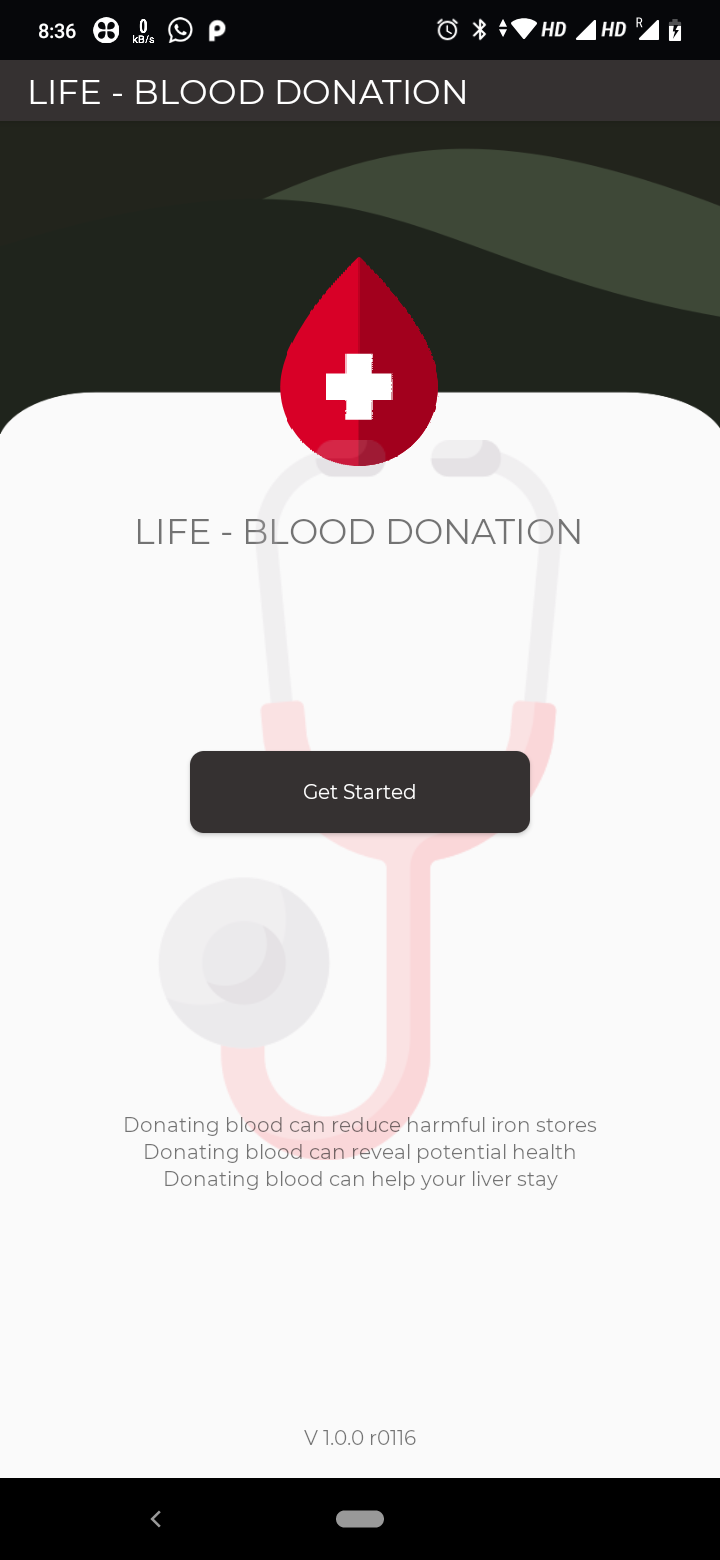 8:36 0 kB/s HD HD R
LIFE - BLOOD DONATION
LIFE - BLOOD DONATION
Get Started
Donating blood can reduce harmful iron stores
Donating blood can reveal potential health
Donating blood can help your liver stay
V 1.0.0 r0116